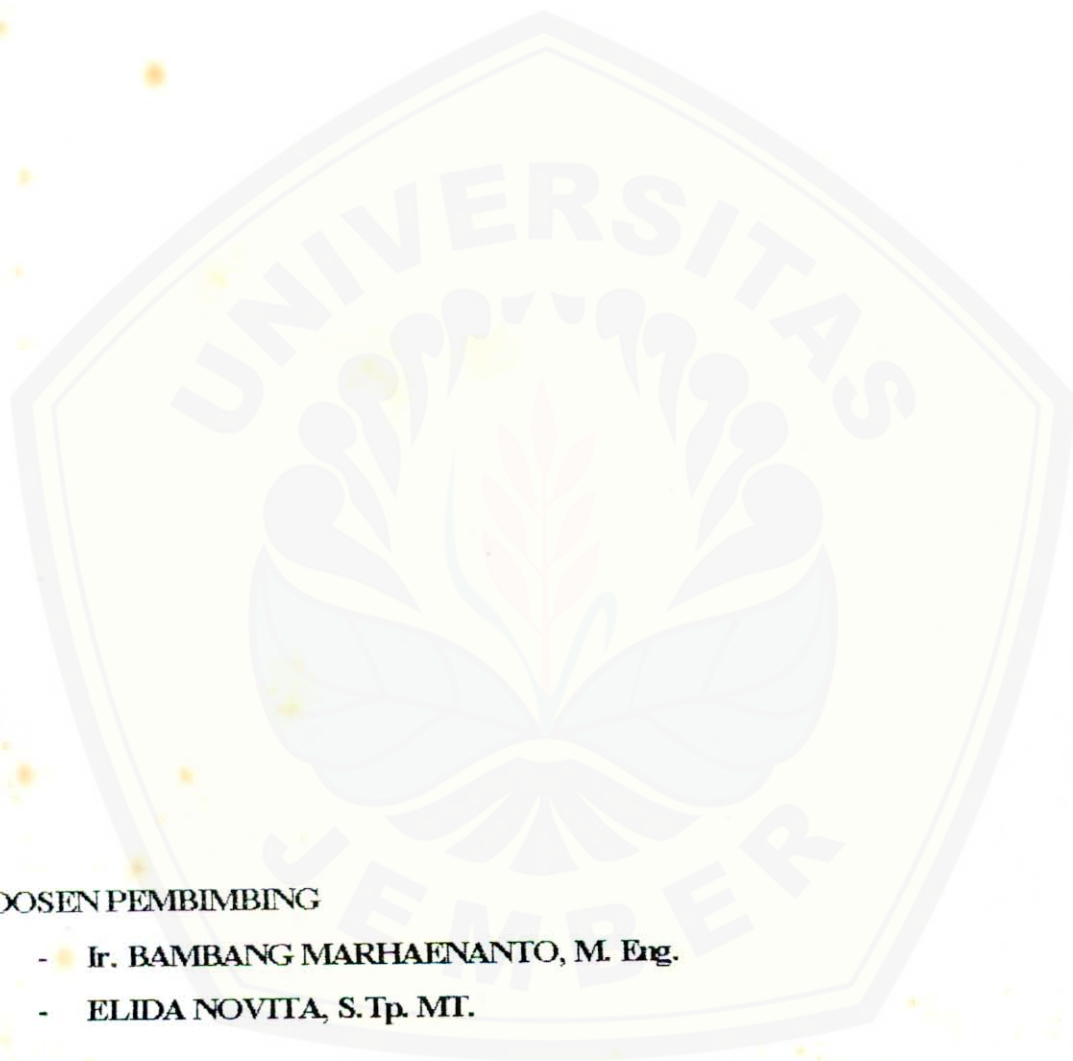 UNIVERSITAS
JEMBER
DOSEN PEMBIMBING
- Ir. BAMBANG MARHAENANTO, M. Eng.
- ELIDA NOVITA, S.Tp. MT.